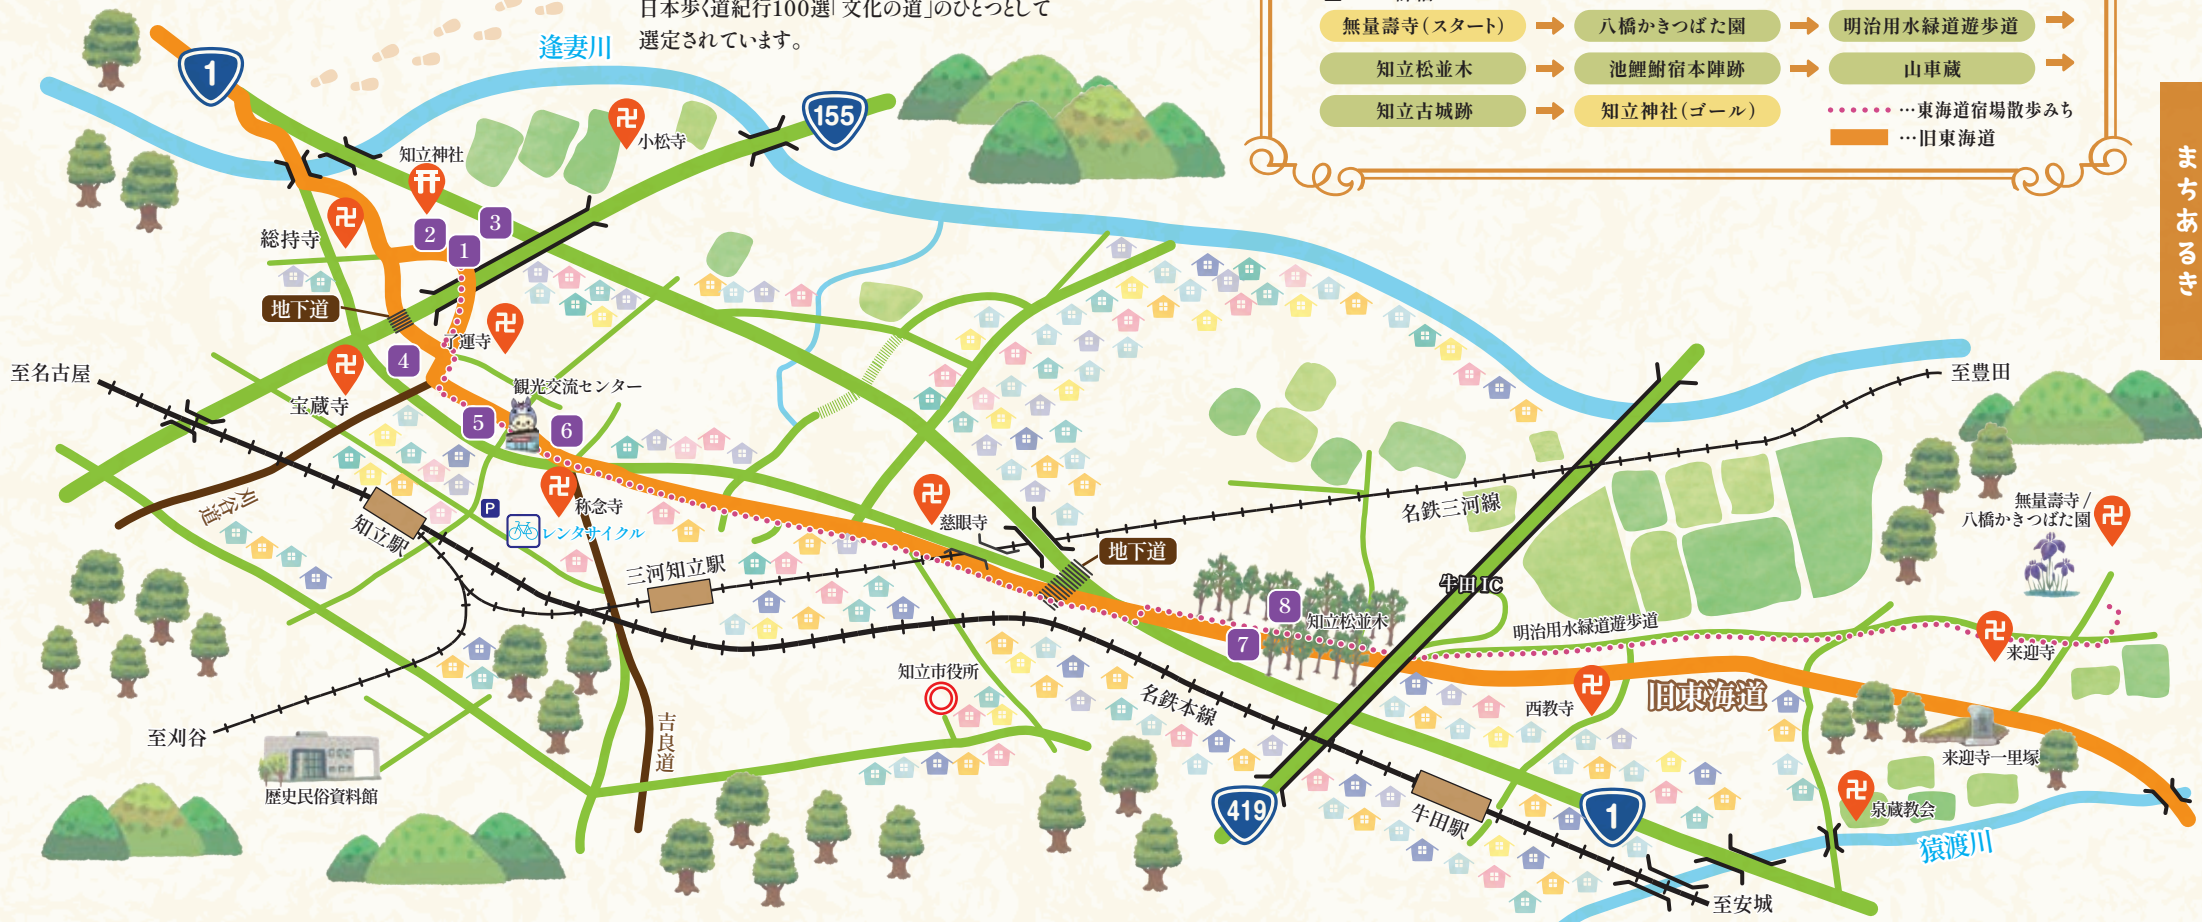 日本歩く道紀行100選「文化の道」のひとつとして
選定されています。
無量壽寺(スタート)
八橋かきつばた園
明治用水緑道遊歩道
知立松並木
池鯉鮒宿本陣跡
山車蔵
知立古城跡
知立神社(ゴール)
…東海道宿場散歩みち
…旧東海道
まちあるき
1
逢妻川
155
小松寺
知立神社
総持寺
2
3
1
地下道
了運寺
4
宝蔵寺
至名古屋
観光交流センター
5
6
刈谷道
知立駅
P
レンタサイクル
称念寺
慈眼寺
三河知立駅
地下道
名鉄三河線
至豊田
牛田IC
無量壽寺/
八橋かきつばた園
8
知立松並木
7
明治用水緑道遊歩道
来迎寺
旧東海道
西教寺
知立市役所
名鉄本線
吉良道
至刈谷
歴史民俗資料館
来迎寺一里塚
泉蔵教会
419
牛田駅
1
猿渡川
至安城